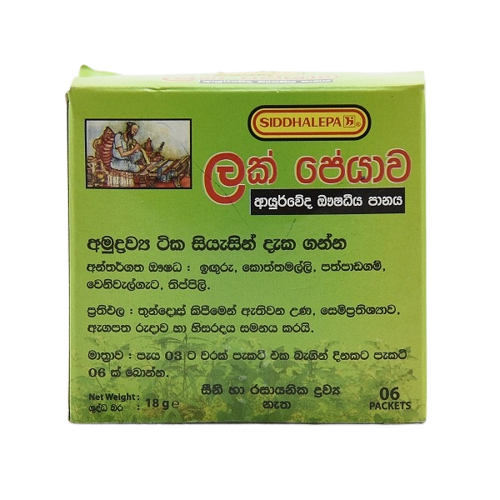 SIDDHALEPA
ලක් පේයාව
ආයුර්වේද ඖෂධීය පානය
අමුද්‍රව්‍ය ටික සියැසින් දැක ගන්න
අන්තර්ගත ඖෂධ : ඉඟුරු, කොත්තමල්ලි, පත්පාඩගම්,
වෙනිවැල්ගැට, තිප්පිලි.
ප්‍රතිඵල : තුන්දොස් කිපීමෙන් ඇතිවන උණ, සෙම්ප්‍රතිශ්‍යාව,
ඇඟපත රුදාව හා හිසරදය සමනය කරයි.
මාත්‍රාව : පැය 03 ට වරක් පැකට් එක බැගින් දිනකට පැකට්
06 ක් බොන්න.
සීනි හා රසායනික ද්‍රව්‍ය
නැත
Net Weight :
ශුද්ධ බර : 18 g e
06
PACKETS